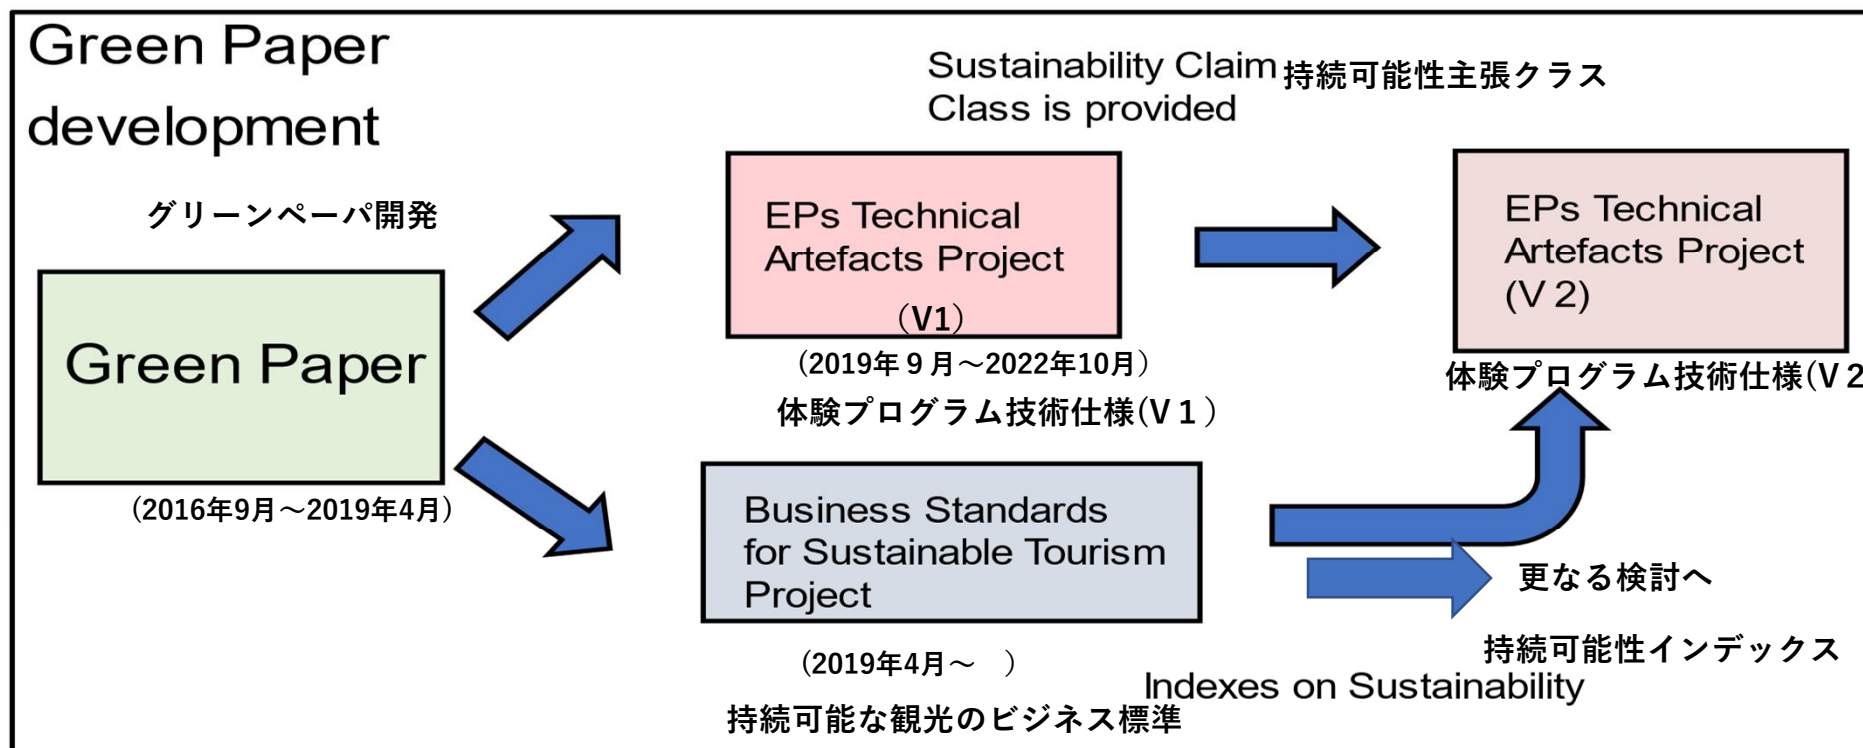 Green Paper
development
グリーンペーパ開発
Green Paper
(2016年9月～2019年4月)
Sustainability Claim
Class is provided
持続可能性主張クラス
EPs Technical
Artefacts Project
（V1）
(2019年９月～2022年10月)
体験プログラム技術仕様(V１)
EPs Technical
Artefacts Project
(V 2)
体験プログラム技術仕様(V 2
Business Standards
for Sustainable Tourism
Project
(2019年4月～　)
持続可能な観光のビジネス標準
更なる検討へ
持続可能性インデックス
Indexes on Sustainability